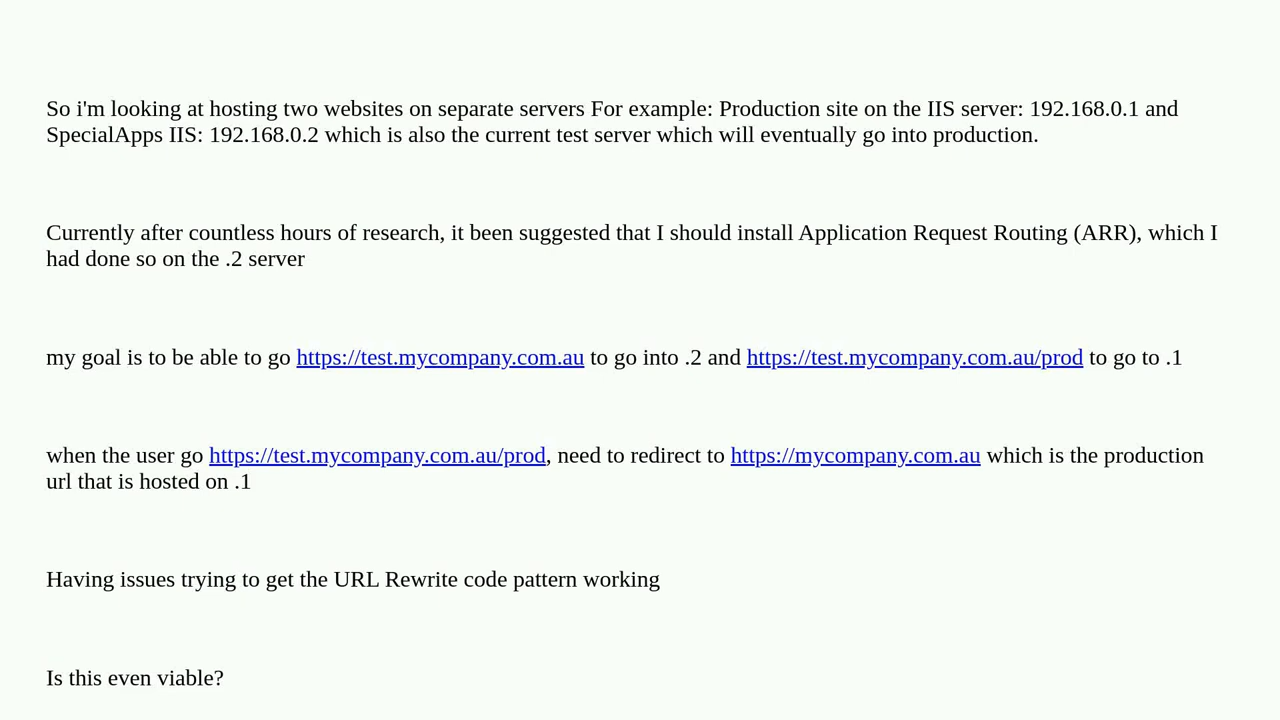 So i'm looking at hosting two websites on separate servers For example: Production site on the IIS server: 192.168.0.1 and
SpecialApps IIS: 192.168.0.2 which is also the current test server which will eventually go into production.
Currently after countless hours of research, it been suggested that I should install Application Request Routing (ARR), which I
had done so on the .2 server
my goal is to be able to go https://test.mycompany.com.au to go into .2 and https://test.mycompany.com.au/prod to go to .1
when the user go https://test.mycompany.com.au/prod, need to redirect to https://mycompany.com.au which is the production
url that is hosted on .1
Having issues trying to get the URL Rewrite code pattern working
Is this even viable?